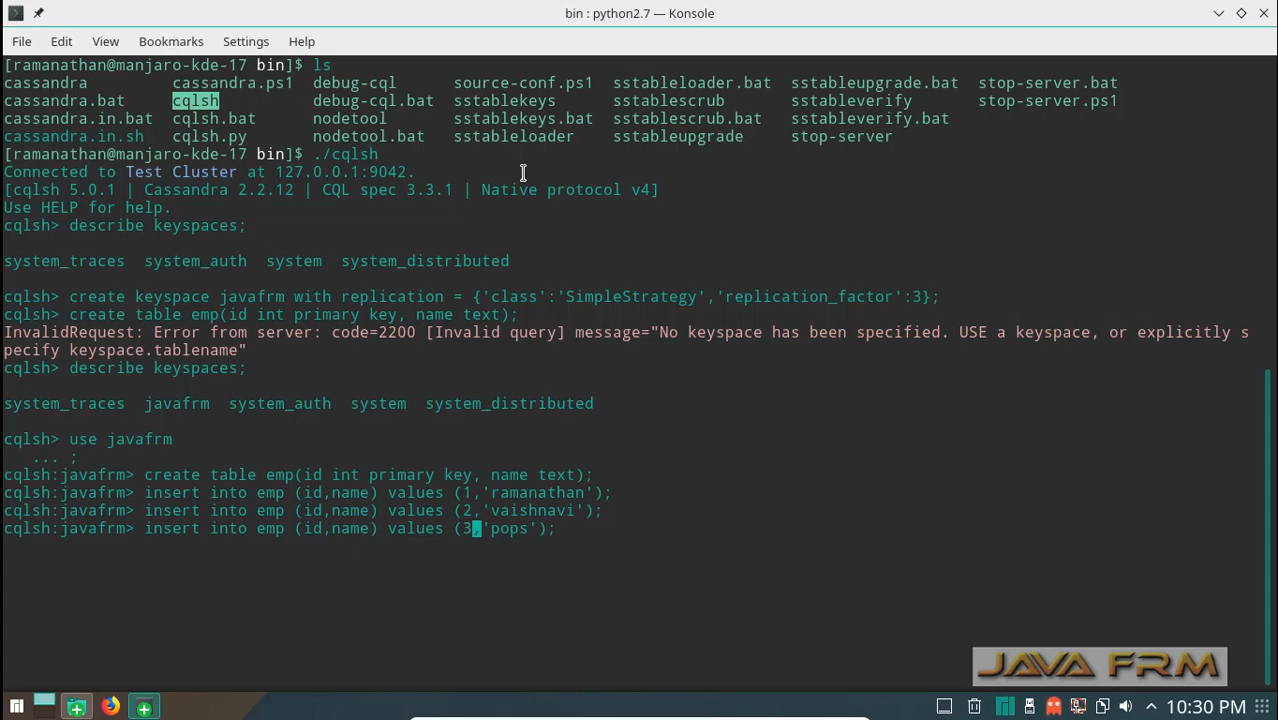 bin : python2.7 — Konsole
File Edit View Bookmarks Settings Help
[ramanathan@manjaro-kde-17 bin]$ ls
cassandra cassandra.ps1 debug-cql source-conf.ps1 sstableloader.bat sstableupgrade.bat stop-server.bat
cassandra.bat cqlsh debug-cql.bat sstablekeys sstablescrub sstableverify stop-server.ps1
cassandra.in.bat cqlsh.bat nodetool sstablekeys.bat sstablescrub.bat sstableverify.bat
cassandra.in.sh cqlsh.py nodetool.bat sstableloader sstableupgrade stop-server
[ramanathan@manjaro-kde-17 bin]$ ./cqlsh
Connected to Test Cluster at 127.0.0.1:9042.
[cqlsh 5.0.1 | Cassandra 2.2.12 | CQL spec 3.3.1 | Native protocol v4]
Use HELP for help.
cqlsh> describe keyspaces;
system_traces system_auth system system_distributed
cqlsh> create keyspace javafrm with replication = {'class':'SimpleStrategy','replication_factor':3};
cqlsh> create table emp(id int primary key, name text);
InvalidRequest: Error from server: code=2200 [Invalid query] message="No keyspace has been specified. USE a keyspace, or explicitly s
pecify keyspace.tablename"
cqlsh> describe keyspaces;
system_traces javafrm system_auth system system_distributed
cqlsh> use javafrm
... ;
cqlsh:javafrm> create table emp(id int primary key, name text);
cqlsh:javafrm> insert into emp (id,name) values (1,'ramanathan');
cqlsh:javafrm> insert into emp (id,name) values (2,'vaishnavi');
cqlsh:javafrm> insert into emp (id,name) values (3,'pops');
JAVA FRM
10:30 PM